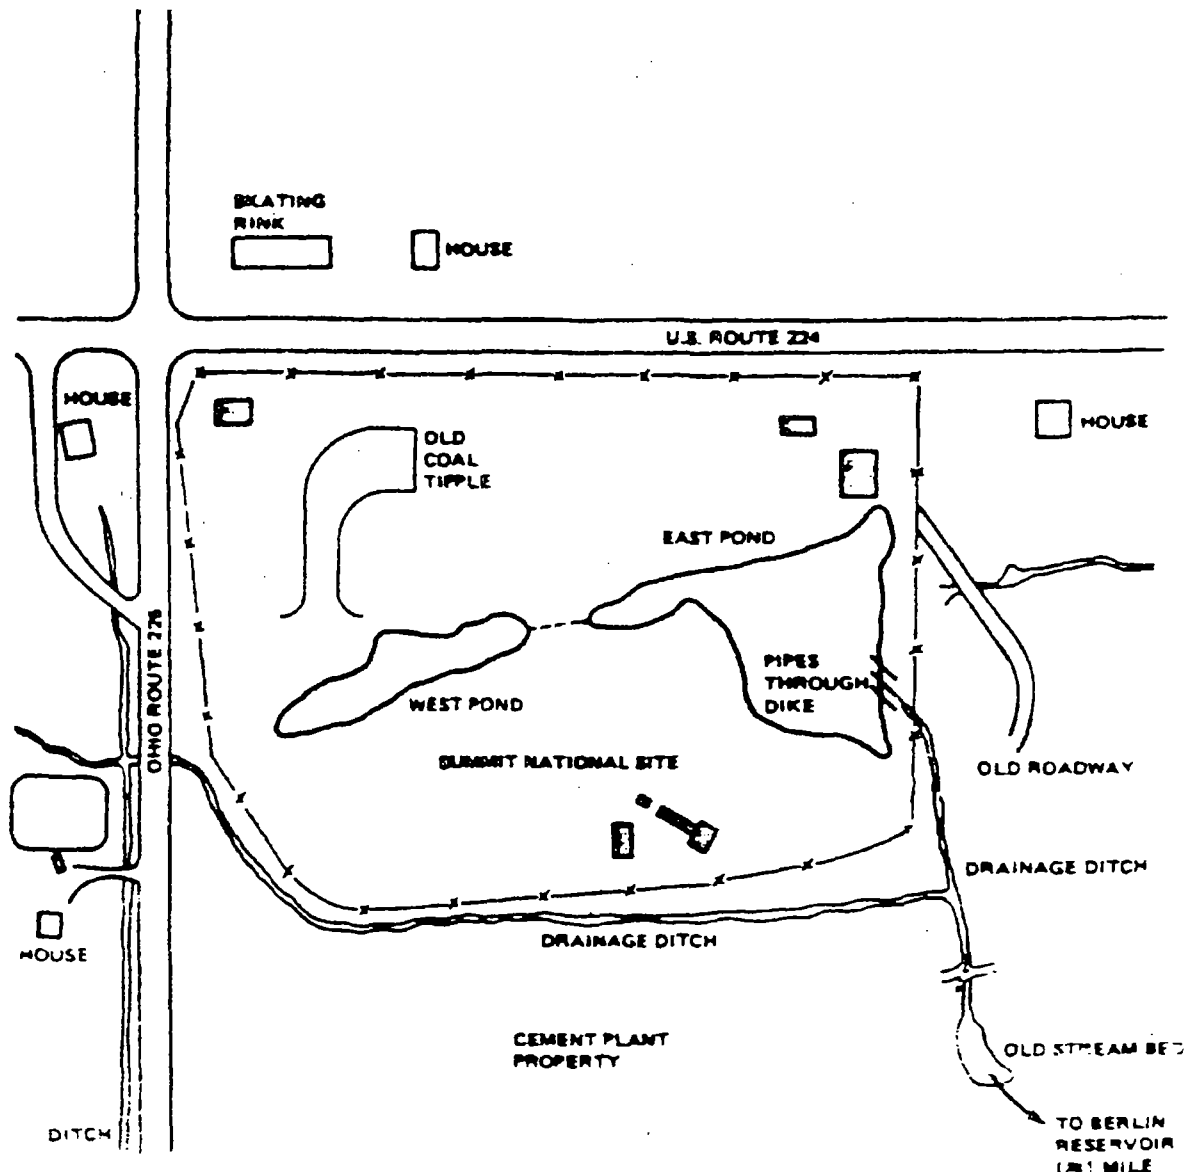 SKATING
RINK
HOUSE
U.S. ROUTE 224
HOUSE
HOUSE
OLD
COAL
TIPPLE
EAST POND
OHIO ROUTE 225
PIPES
THROUGH
DIKE
WEST POND
SUMMIT NATIONAL SITE
OLD ROADWAY
DRAINAGE DITCH
DRAINAGE DITCH
HOUSE
CEMENT PLANT
PROPERTY
OLD STREAM BED
DITCH
TO BERLIN
RESERVOIR
1 MILE